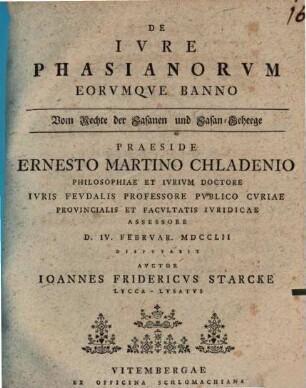 16
DE
IVRE
PHASIANORVM
EORVMQVE BANNO
Vom Rechte der Fasanen und Fasan-Geheege
PRAESIDE
ERNESTO MARTINO CHLADENIO
PHILOSOPHIAE ET IVRIVM DOCTORE
IVRIS FEVDALIS PROFESSORE PVBLICO CVRIAE
PROVINCIALIS ET FACVLTATIS IVRIDICAE
ASSESSORE
D. IV. FEBRVAR. MDCCLII
DISPVTABIT
AVCTOR
IOANNES FRIDERICVS STARCKE
LVCCA-LVSATVS
VITEMBERGAE
EX OFFICINA SCHLOMACHIANA